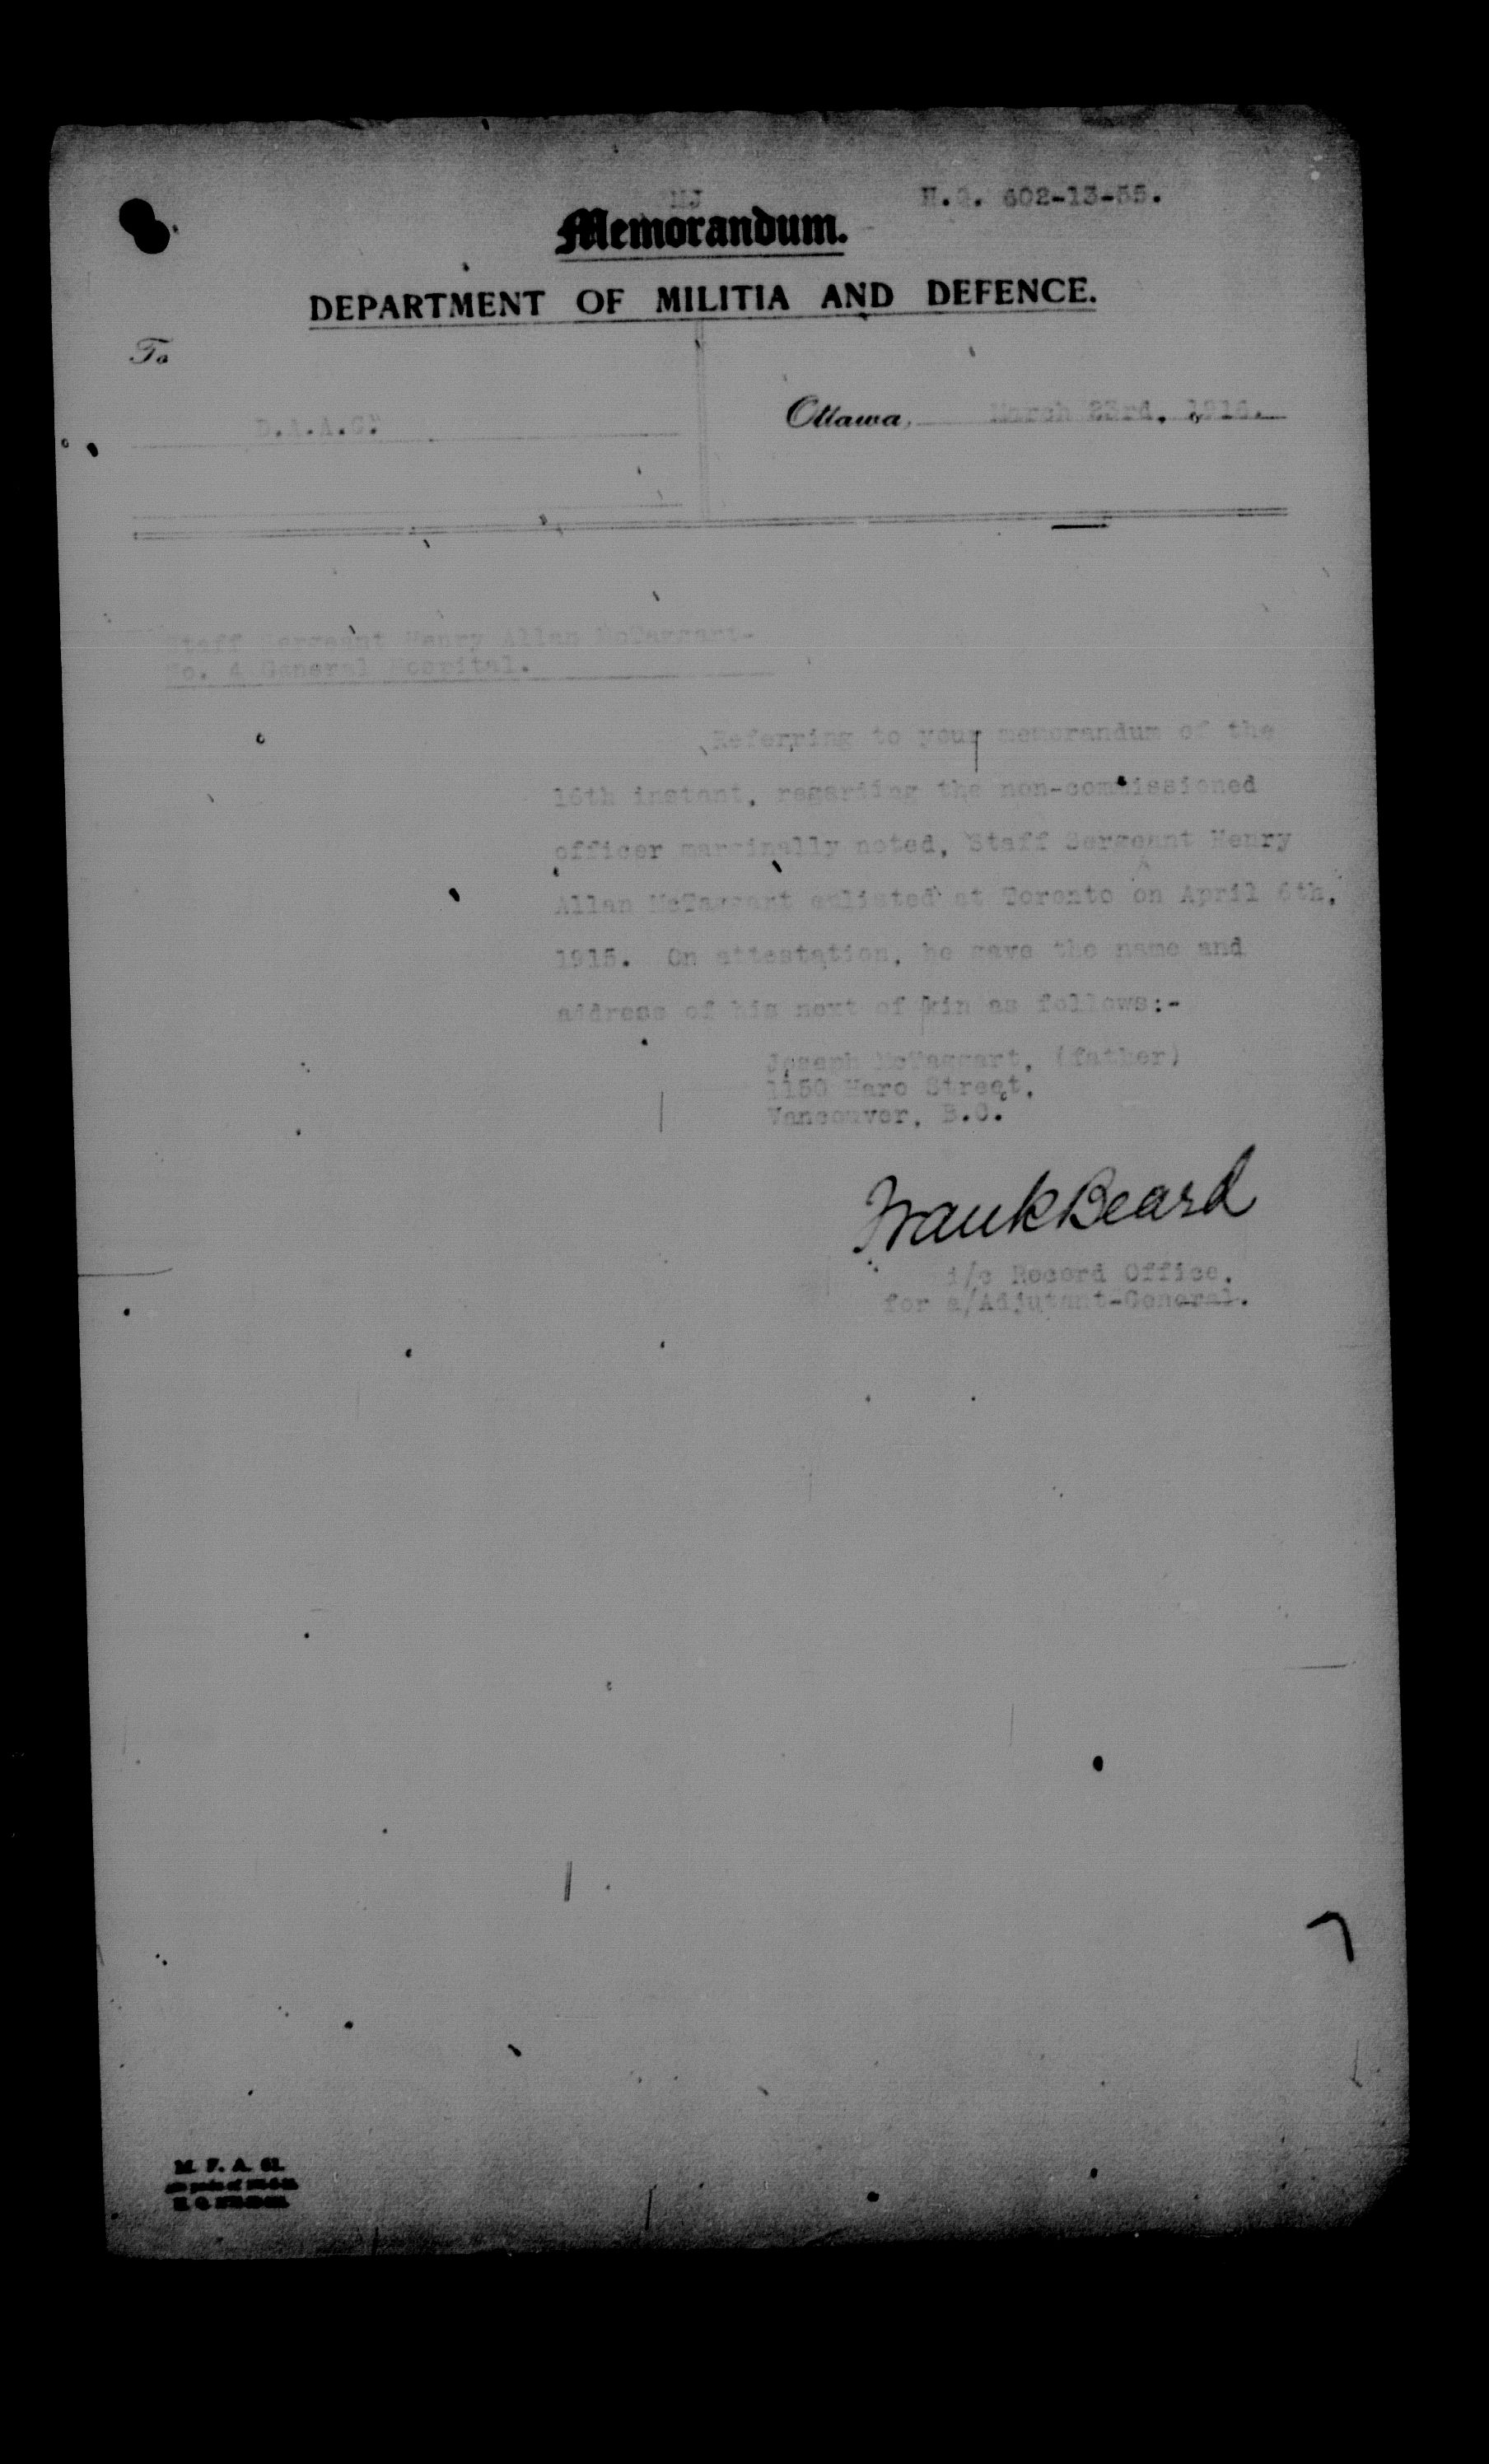 MJ
H.Q. 602-13-55.
Memorandum.
DEPARTMENT OF MILITIA AND DEFENCE.
To
Ottawa, March 23rd, 1916.
D.A.A.G.
Staff Sergeant Henry Allan McTaggart-
No. 4 General Hospital.
Referring to your memorandum of the
16th instant, regarding the non-commissioned
officer marginally noted, Staff Sergeant Henry
Allan McTaggart enlisted at Toronto on April 6th,
1915. On attestation, he gave the name and
address of his next of kin as follows:-
Joseph McTaggart, (father)
1150 Haro Street,
Vancouver, B.C.
Frank Beard
i/c Record Office,
for a/Adjutant-General.
M. F. A. 61.